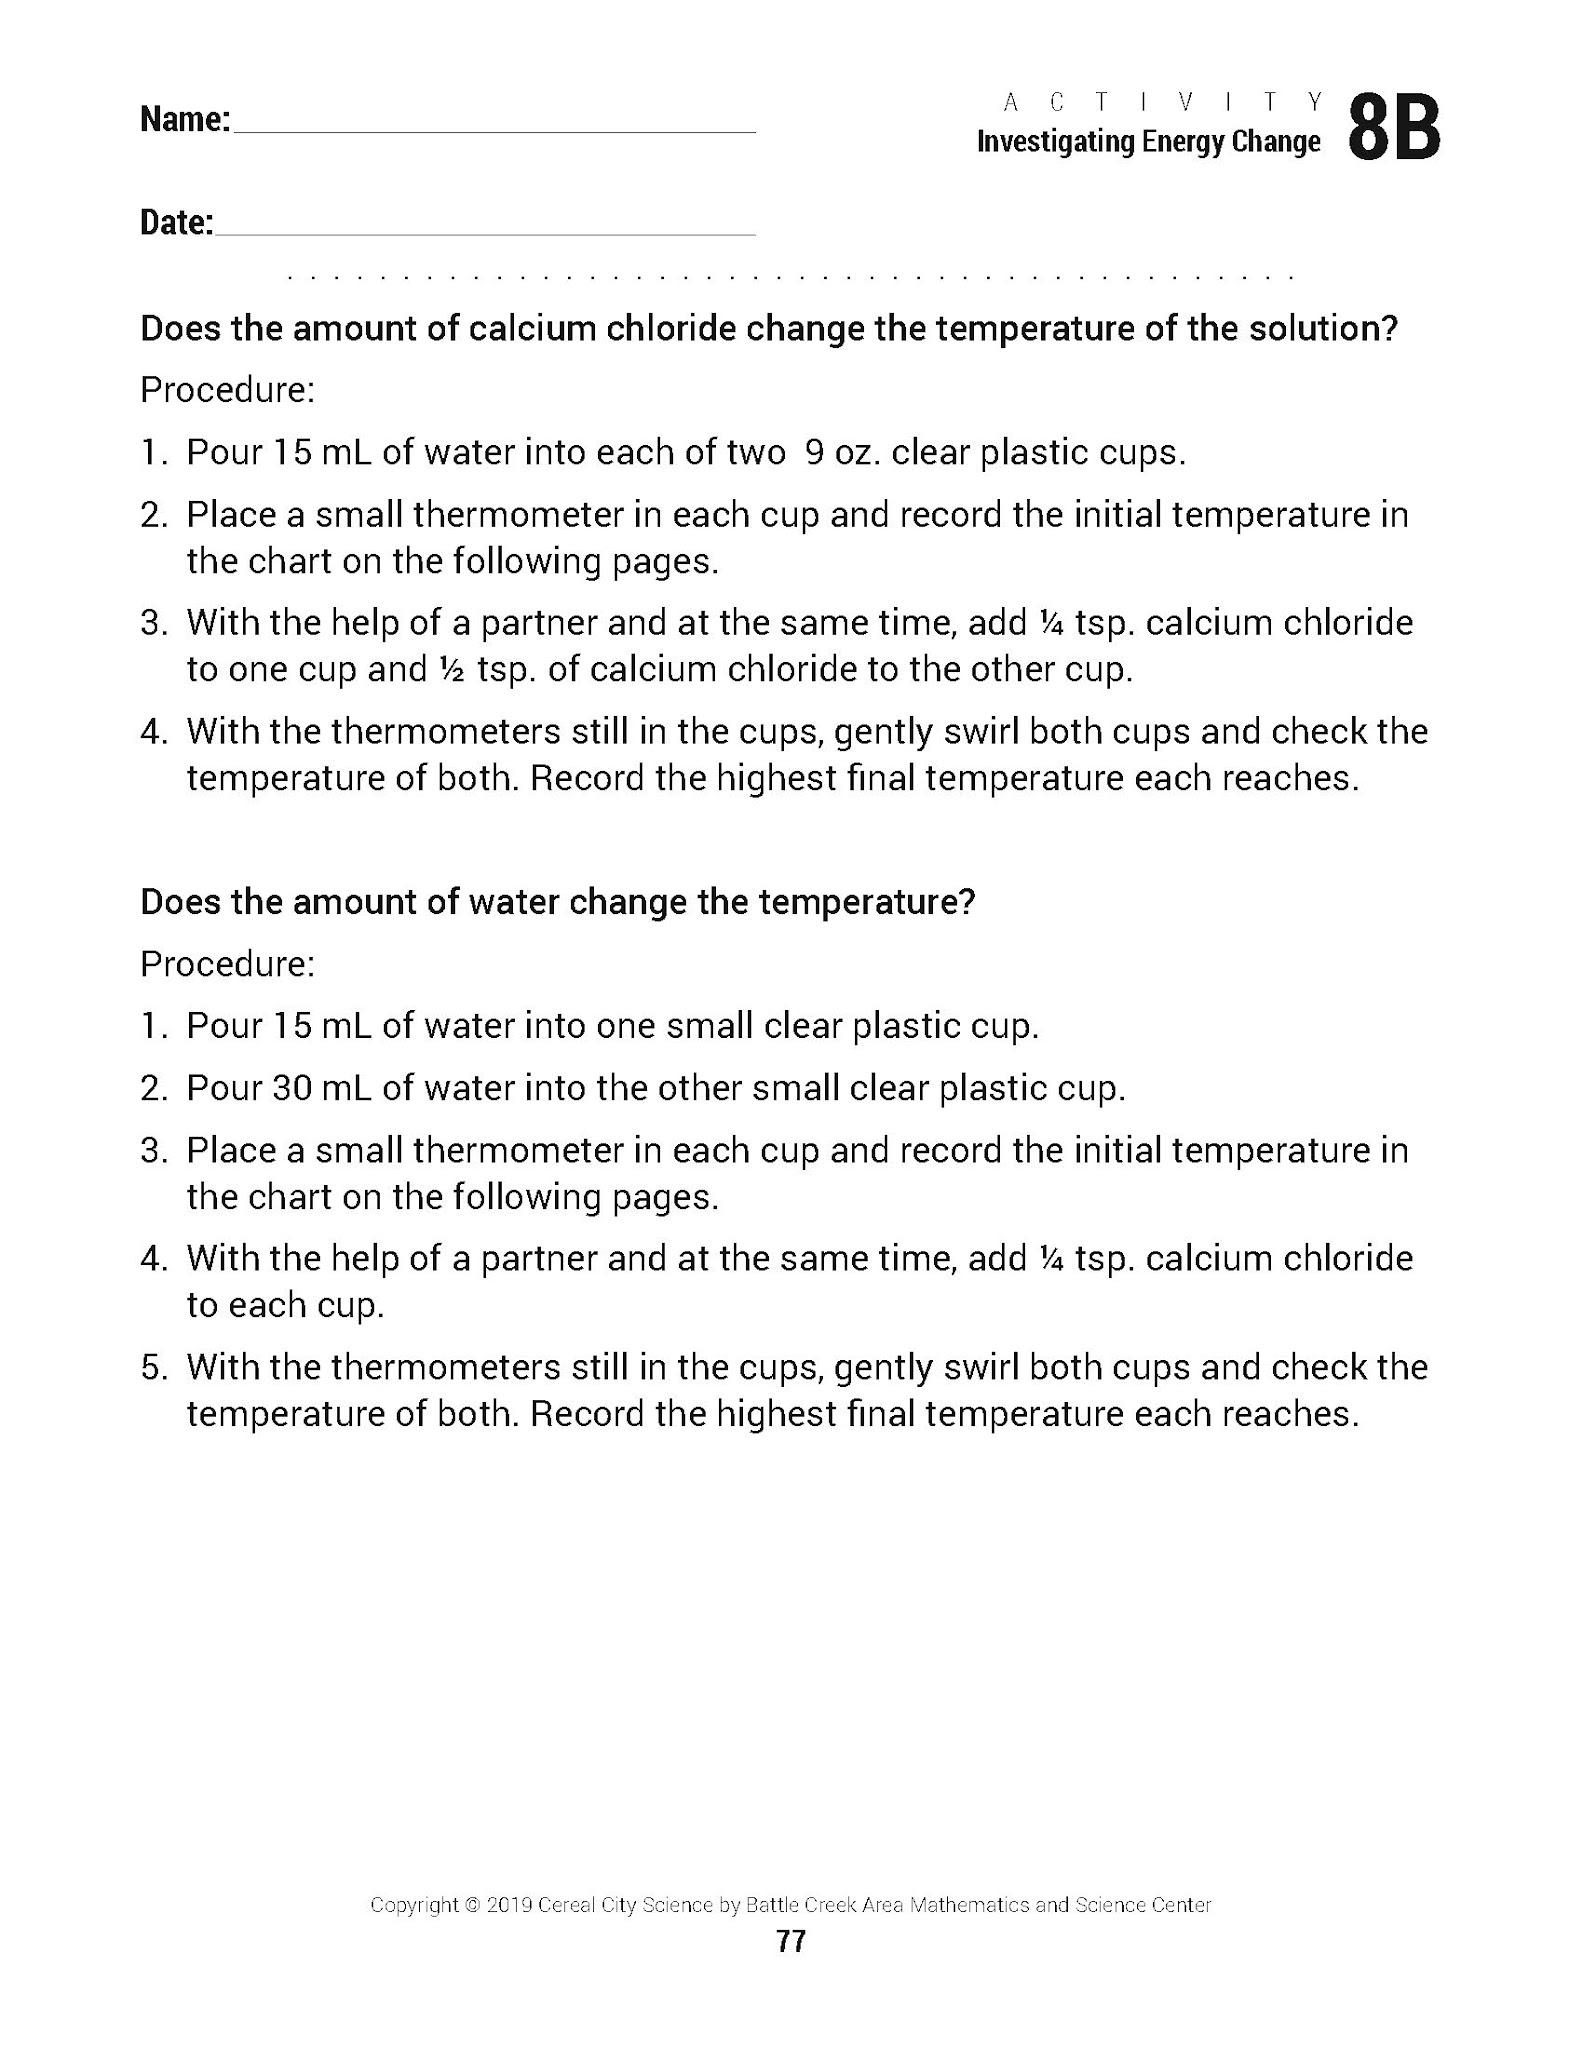 Name:
ACTIVITY
Investigating Energy Change
8B
Date:
Does the amount of calcium chloride change the temperature of the solution?
Procedure:
1. Pour 15 mL of water into each of two 9 oz. clear plastic cups.
2. Place a small thermometer in each cup and record the initial temperature in
the chart on the following pages.
3. With the help of a partner and at the same time, add ¼ tsp. calcium chloride
to one cup and ½ tsp. of calcium chloride to the other cup.
4. With the thermometers still in the cups, gently swirl both cups and check the
temperature of both. Record the highest final temperature each reaches.
Does the amount of water change the temperature?
Procedure:
1. Pour 15 mL of water into one small clear plastic cup.
2. Pour 30 mL of water into the other small clear plastic cup.
3. Place a small thermometer in each cup and record the initial temperature in
the chart on the following pages.
4. With the help of a partner and at the same time, add ¼ tsp. calcium chloride
to each cup.
5. With the thermometers still in the cups, gently swirl both cups and check the
temperature of both. Record the highest final temperature each reaches.
Copyright © 2019 Cereal City Science by Battle Creek Area Mathematics and Science Center
77